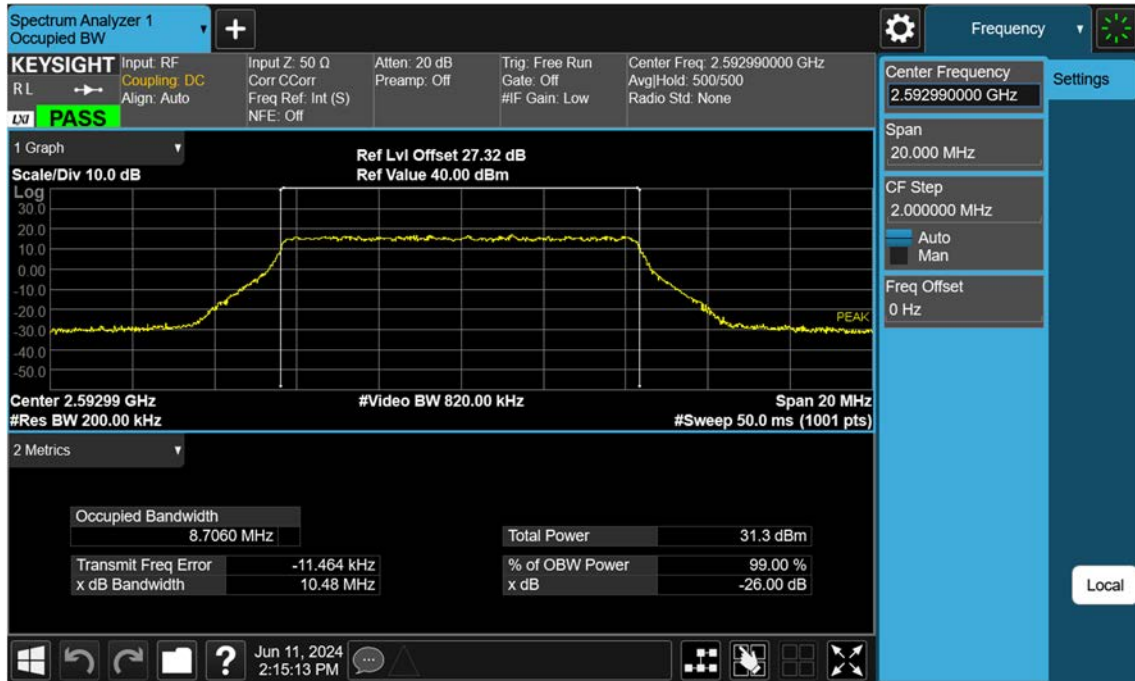 Spectrum Analyzer 1
Occupied BW
+
Frequency
KEYSIGHT
RL
LXI PASS
Input: RF
Coupling: DC
Align: Auto
Input Z: 50 Ω
Corr CCorr
Freq Ref: Int (S)
NFE: Off
Atten: 20 dB
Preamp: Off
Trig: Free Run
Gate: Off
#IF Gain: Low
Center Freq: 2.592990000 GHz
Avg|Hold: 500/500
Radio Std: None
1 Graph
Scale/Div 10.0 dB
Ref Lvl Offset 27.32 dB
Ref Value 40.00 dBm
Log
30.0
20.0
10.0
0.00
-10.0
-20.0
-30.0
-40.0
-50.0
PEAK
Center 2.59299 GHz
#Video BW 820.00 kHz
Span 20 MHz
#Res BW 200.00 kHz
#Sweep 50.0 ms (1001 pts)
2 Metrics
Occupied Bandwidth
8.7060 MHz
Total Power 31.3 dBm
Transmit Freq Error -11.464 kHz
% of OBW Power 99.00 %
x dB Bandwidth 10.48 MHz
x dB -26.00 dB
Center Frequency
2.592990000 GHz
Settings
Span
20.000 MHz
CF Step
2.000000 MHz
Auto
Man
Freq Offset
0 Hz
Local
?
Jun 11, 2024
2:15:13 PM